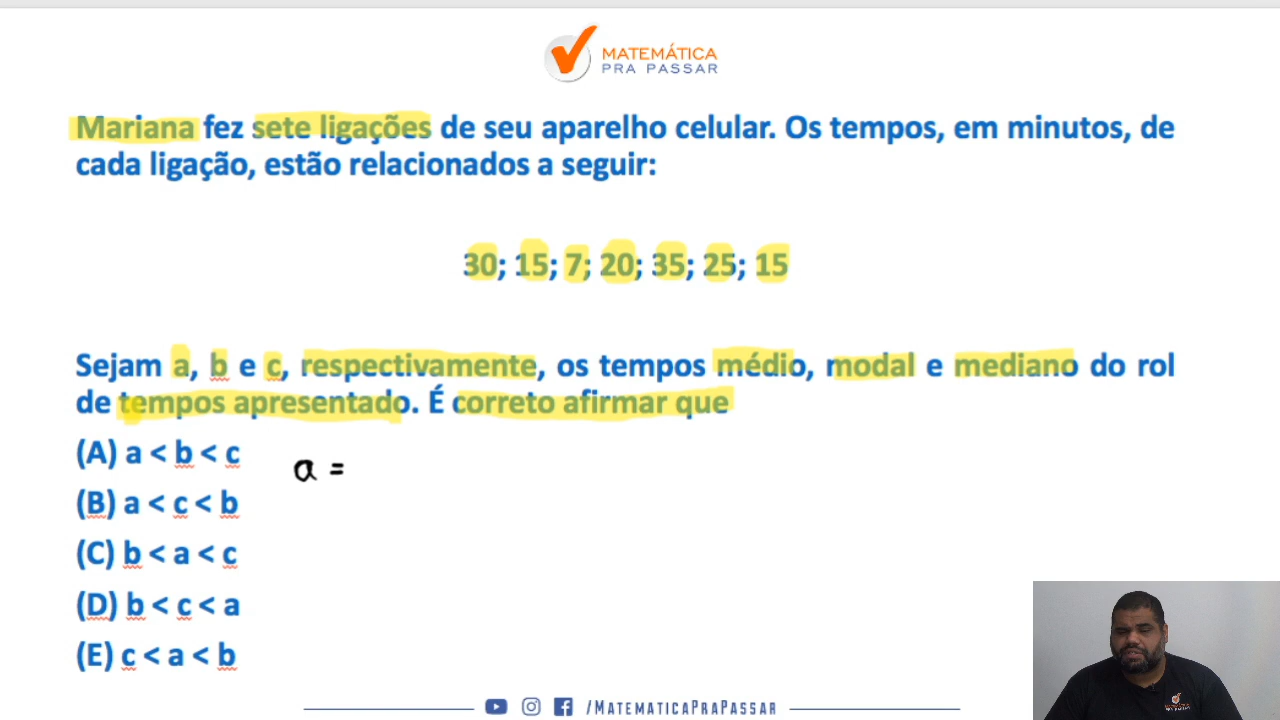 MATEMÁTICA
PRA PASSAR
Mariana fez sete ligações de seu aparelho celular. Os tempos, em minutos, de
cada ligação, estão relacionados a seguir:
30; 15; 7; 20; 35; 25; 15
Sejam a, b e c, respectivamente, os tempos médio, modal e mediano do rol
de tempos apresentado. É correto afirmar que
(A) a < b < c
a =
(B) a < c < b
(C) b < a < c
(D) b < c < a
(E) c < a < b
/MATEMATICAPRAPASSAR